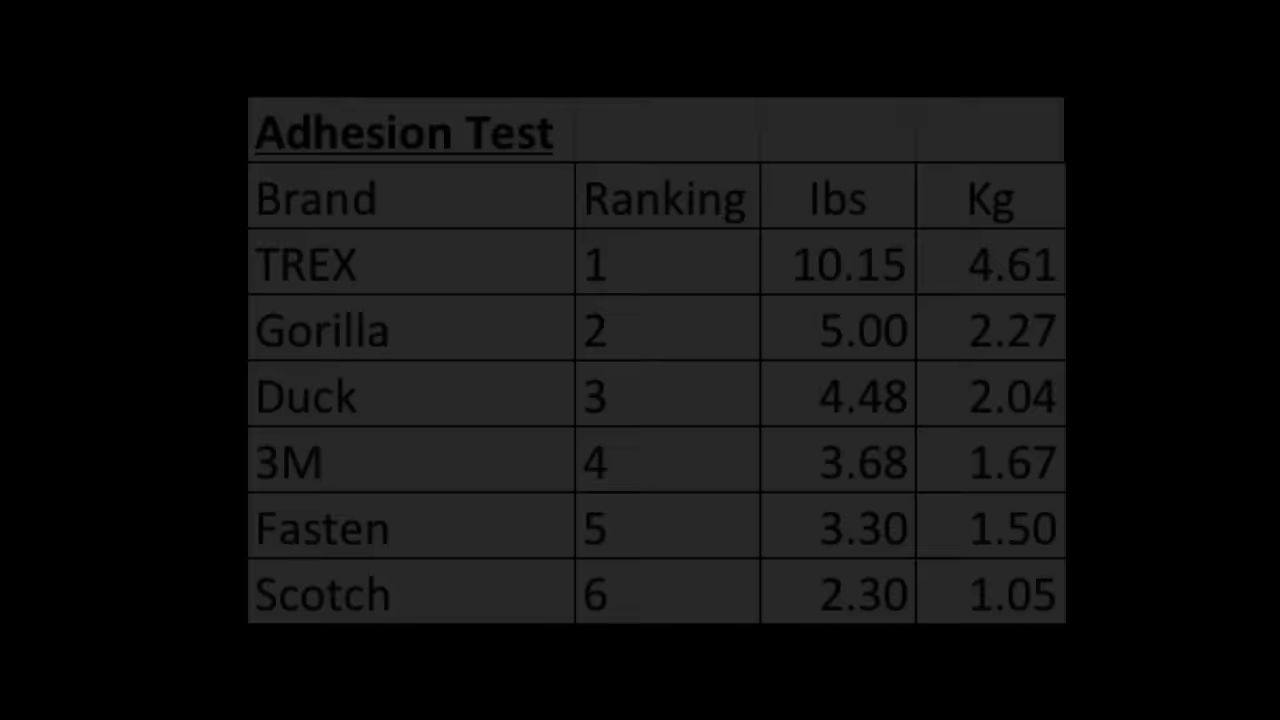 Adhesion Test
Brand Ranking lbs Kg
TREX 1 10.15 4.61
Gorilla 2 5.00 2.27
Duck 3 4.48 2.04
3M 4 3.68 1.67
Fasten 5 3.30 1.50
Scotch 6 2.30 1.05